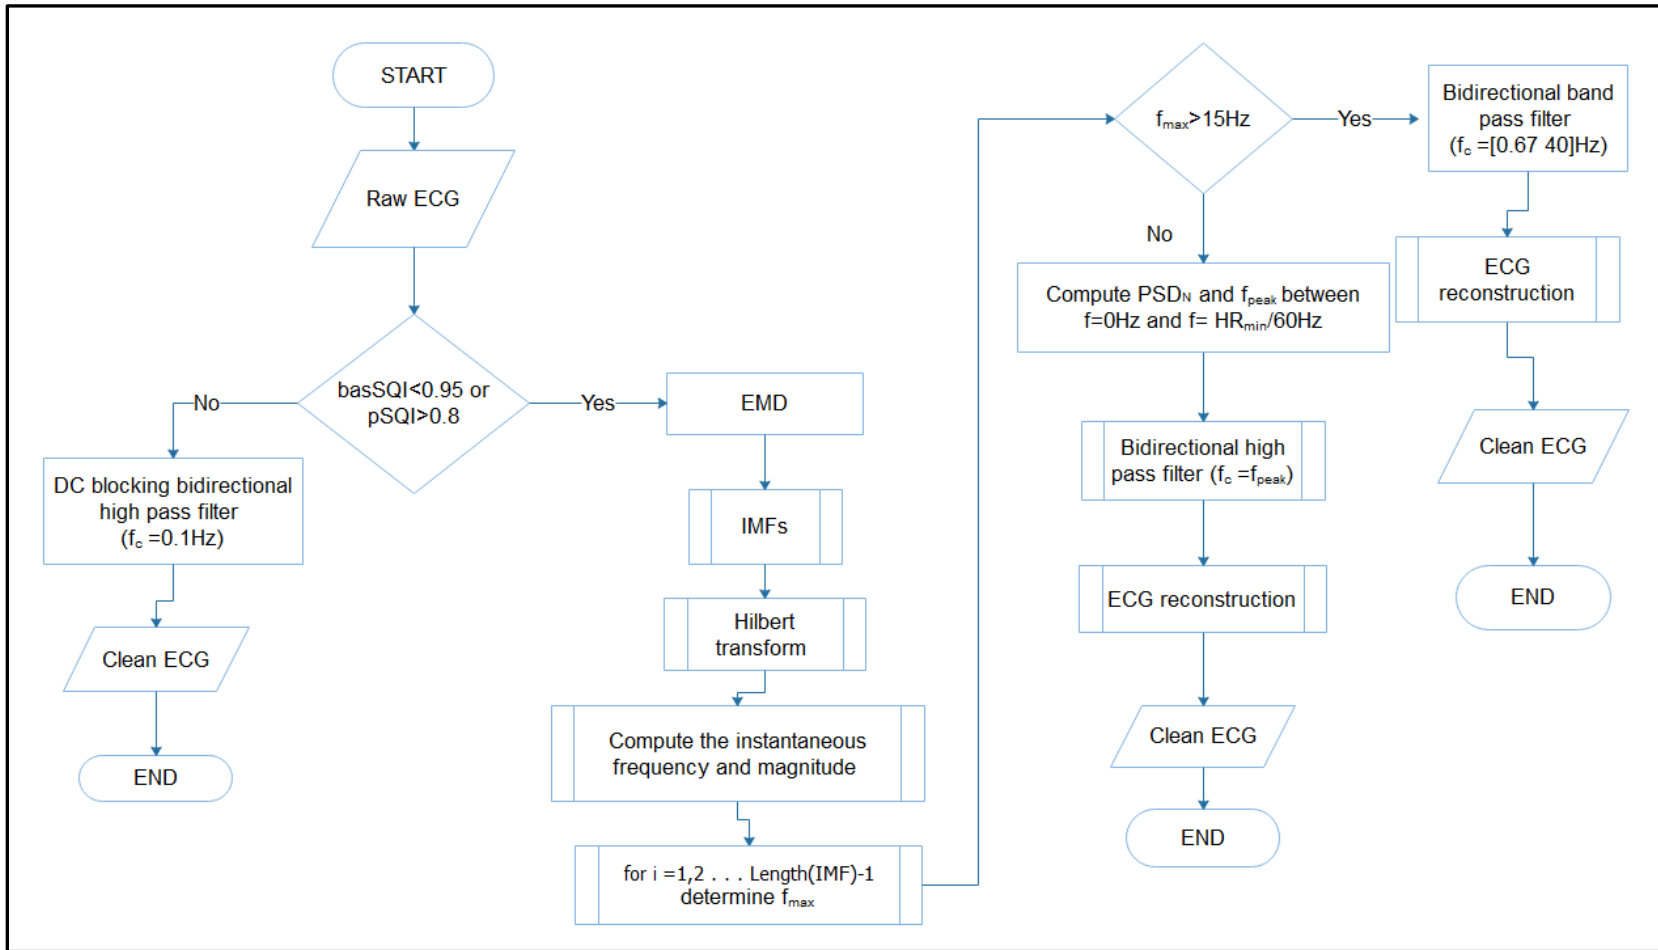 START
Raw ECG
basSQI<0.95 or
pSQI>0.8
No
Yes
DC blocking bidirectional
high pass filter
(fc =0.1Hz)
Clean ECG
END
EMD
IMFs
Hilbert
transform
Compute the instantaneous
frequency and magnitude
for i =1,2 . . . Length(IMF)-1
determine fmax
fmax>15Hz
Yes
No
Compute PSDN and fpeak between
f=0Hz and f= HRmin/60Hz
Bidirectional high
pass filter (fc =fpeak)
ECG reconstruction
Clean ECG
END
Bidirectional band
pass filter
(fc =[0.67 40]Hz)
ECG
reconstruction
Clean ECG
END